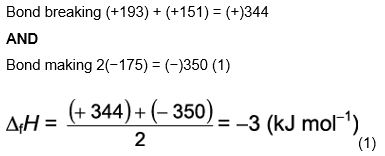 Bond breaking (+193) + (+151) = (+)344
AND
Bond making 2(−175) = (−)350 (1)
ΔfH = (+ 344)+(− 350) / 2 = −3 (kJ mol⁻¹)
(1)